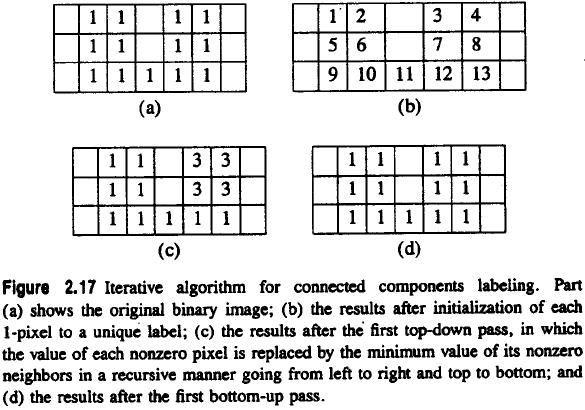 1 1 1 1
1 1 1 1
1 1 1 1 1
(a)
1 2 3 4
5 6 7 8
9 10 11 12 13
(b)
1 1 3 3
1 1 3 3
1 1 1 1 1
(c)
1 1 1 1
1 1 1 1
1 1 1 1 1
(d)
Figure 2.17 Iterative algorithm for connected components labeling. Part
(a) shows the original binary image; (b) the results after initialization of each
1-pixel to a unique label; (c) the results after the first top-down pass, in which
the value of each nonzero pixel is replaced by the minimum value of its nonzero
neighbors in a recursive manner going from left to right and top to bottom; and
(d) the results after the first bottom-up pass.